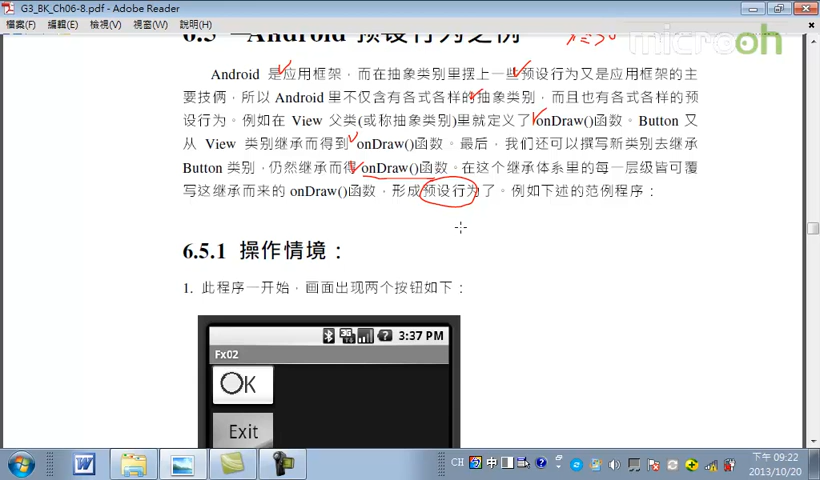 G3_BK_Ch06-8.pdf - Adobe Reader
檔案(F) 編輯(E) 檢視(V) 視窗(W) 說明(H)
6.5 Android 预设行为之例
microoh
Android 是应用框架，而在抽象类别里摆上一些预设行为又是应用框架的主
要技俩，所以 Android 里不仅含有各式各样的抽象类别，而且也有各式各样的预
设行为。例如在 View 父类(或称抽象类别)里就定义了 onDraw()函数。Button 又
从 View 类别继承而得到 onDraw()函数。最后，我们还可以撰写新类别去继承
Button 类别，仍然继承而得 onDraw()函数。在这个继承体系里的每一层级皆可覆
写这继承而来的 onDraw()函数，形成预设行为了。例如下述的范例程序：
6.5.1 操作情境：
1. 此程序一开始，画面出现两个按钮如下：
3G
3:37 PM
Fx02
OK
Exit
CH 中
下午 09:22
2013/10/20